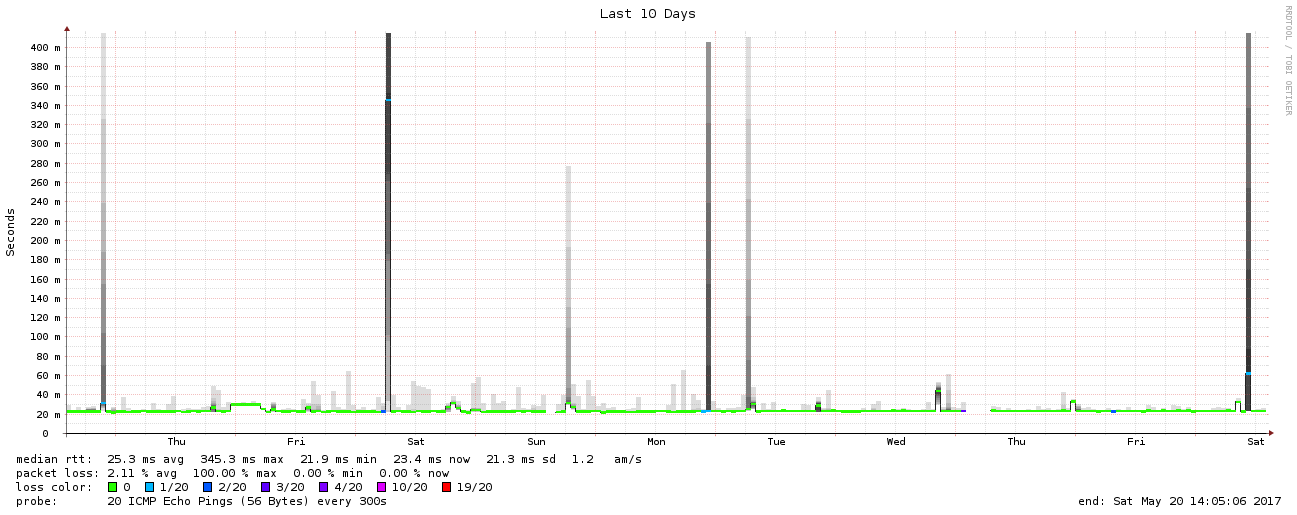 Last 10 Days
RRDTOOL / TOBI OETIKER
Seconds
400 m
380 m
360 m
340 m
320 m
300 m
280 m
260 m
240 m
220 m
200 m
180 m
160 m
140 m
120 m
100 m
80 m
60 m
40 m
20 m
0
Thu Fri Sat Sun Mon Tue Wed Thu Fri Sat
median rtt: 25.3 ms avg 345.3 ms max 21.9 ms min 23.4 ms now 21.3 ms sd 1.2 am/s
packet loss: 2.11 % avg 100.00 % max 0.00 % min 0.00 % now
loss color: 0 1/20 2/20 3/20 4/20 10/20 19/20
probe: 20 ICMP Echo Pings (56 Bytes) every 300s end: Sat May 20 14:05:06 2017